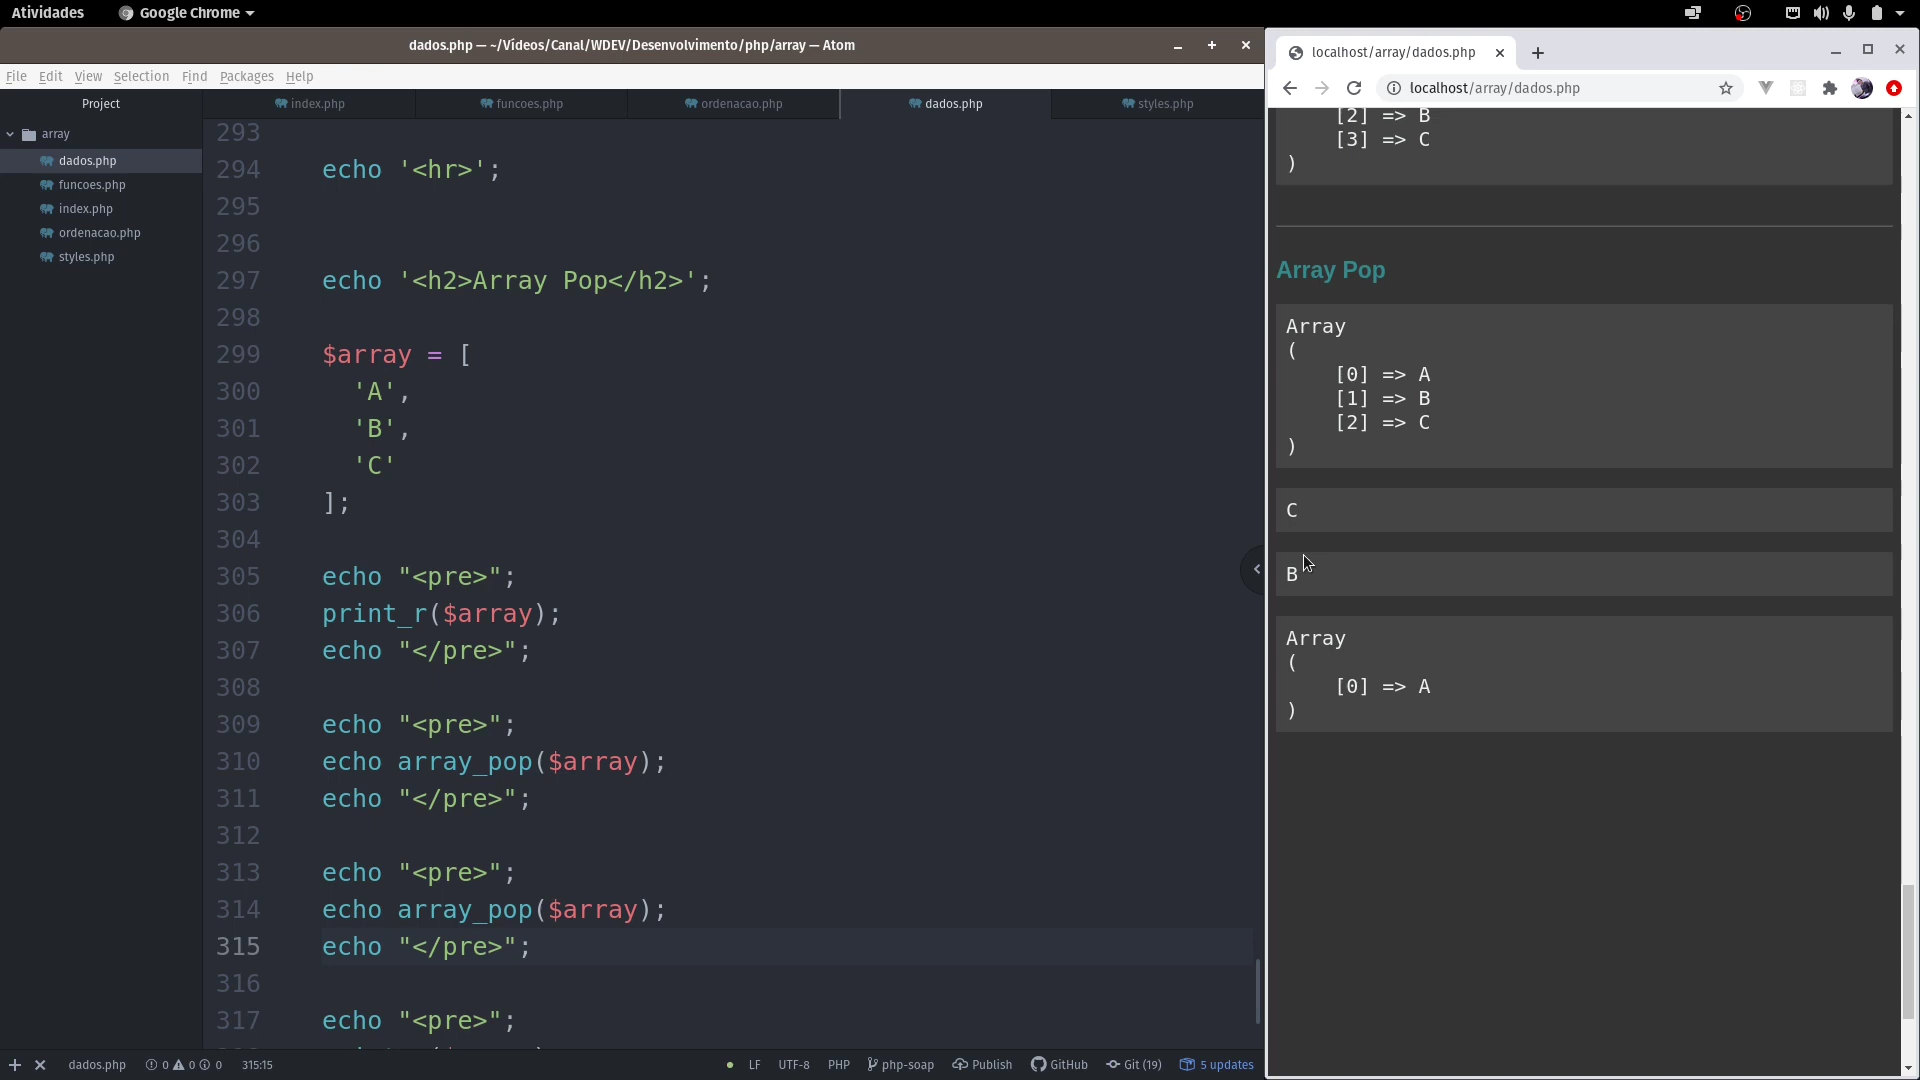 Atividades
Google Chrome
dados.php — ~/Vídeos/Canal/WDEV/Desenvolvimento/php/array — Atom
File Edit View Selection Find Packages Help
Project
array
dados.php
funcoes.php
index.php
ordenacao.php
styles.php
index.php funcoes.php ordenacao.php dados.php styles.php
293
294 echo '<hr>';
295
296
297 echo '<h2>Array Pop</h2>';
298
299 $array = [
300 'A',
301 'B',
302 'C'
303 ];
304
305 echo "<pre>";
306 print_r($array);
307 echo "</pre>";
308
309 echo "<pre>";
310 echo array_pop($array);
311 echo "</pre>";
312
313 echo "<pre>";
314 echo array_pop($array);
315 echo "</pre>";
316
317 echo "<pre>";
dados.php 0 0 0 315:15
LF UTF-8 PHP php-soap Publish GitHub Git (19) 5 updates
localhost/array/dados.php
localhost/array/dados.php
[2] => B
[3] => C
)
Array Pop
Array
(
[0] => A
[1] => B
[2] => C
)
C
B
Array
(
[0] => A
)